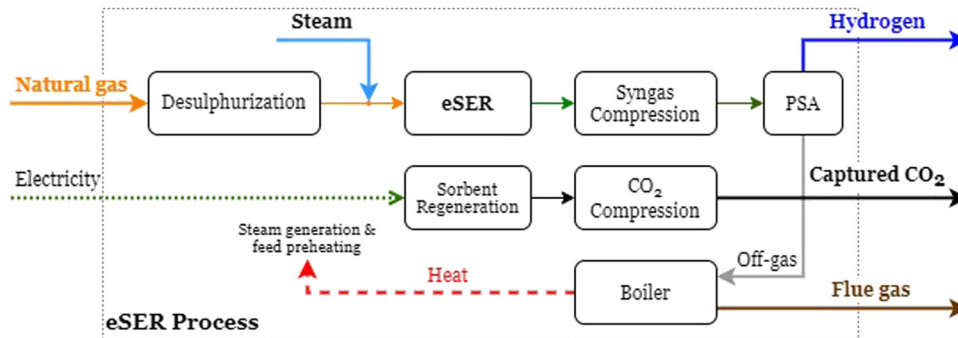 Steam
Hydrogen
Natural gas
Desulphurization
eSER
Syngas
Compression
PSA
Electricity
Sorbent
Regeneration
CO₂
Compression
Captured CO₂
Steam generation &
feed preheating
Heat
Boiler
Off-gas
Flue gas
eSER Process